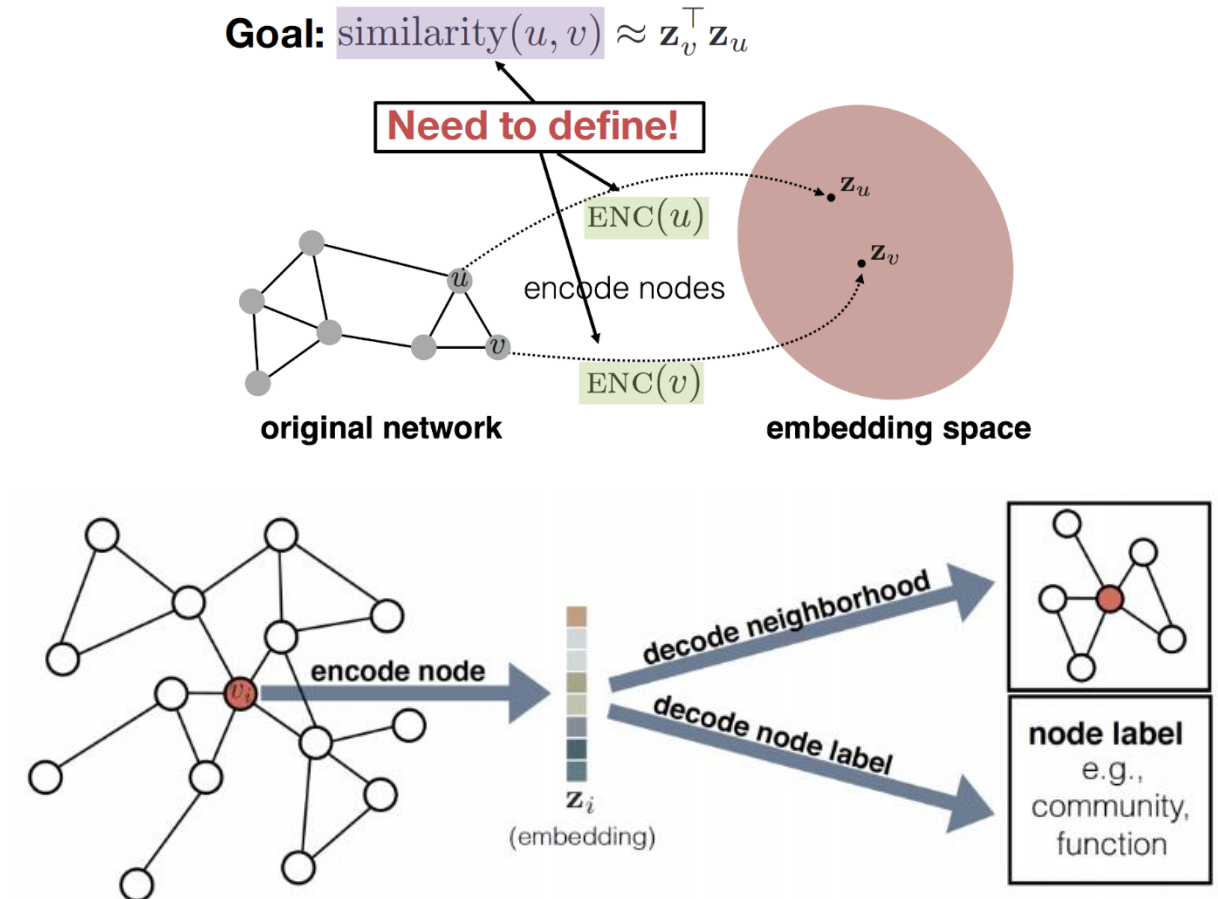 Goal: similarity(u, v) ≈ z_v^⊤ z_u
Need to define!
z_u
ENC(u)
z_v
u
encode nodes
v
ENC(v)
original network
embedding space
decode neighborhood
encode node
v_i
decode node label
z_i
(embedding)
node label
e.g.,
community,
function